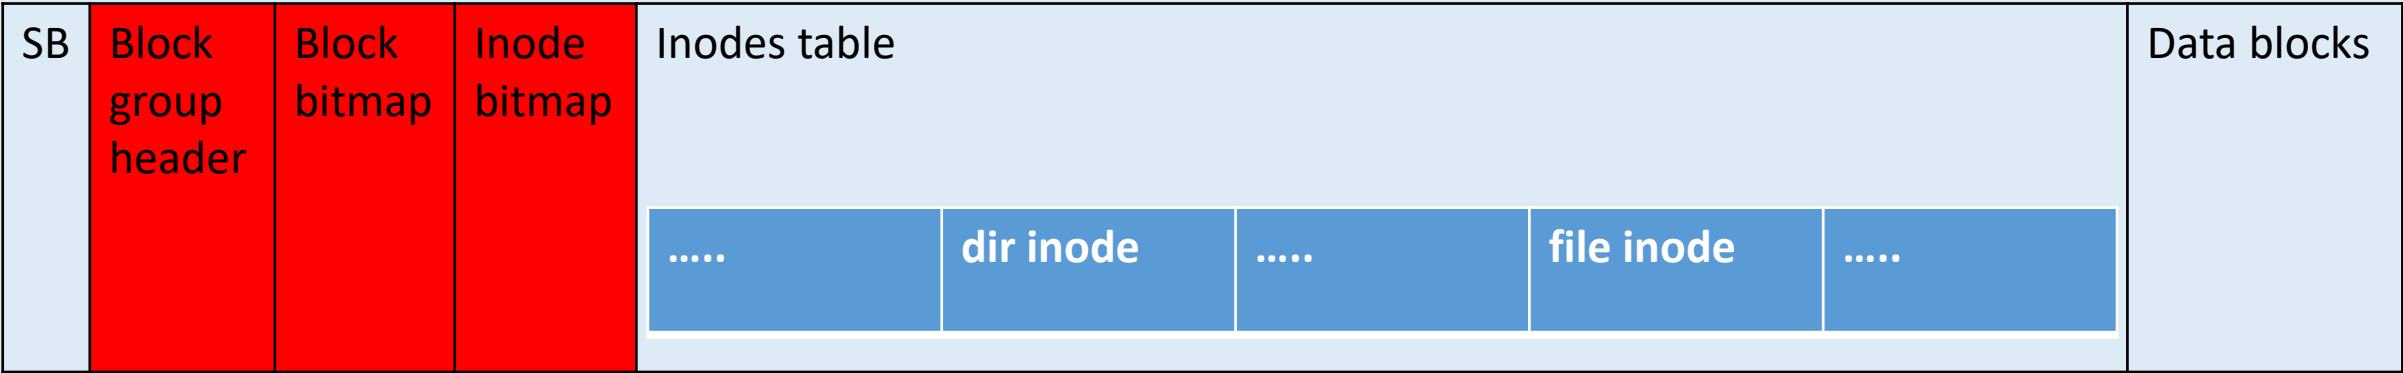 SB
Block
group
header
Block
bitmap
Inode
bitmap
Inodes table
Data blocks
.....
dir inode
.....
file inode
.....